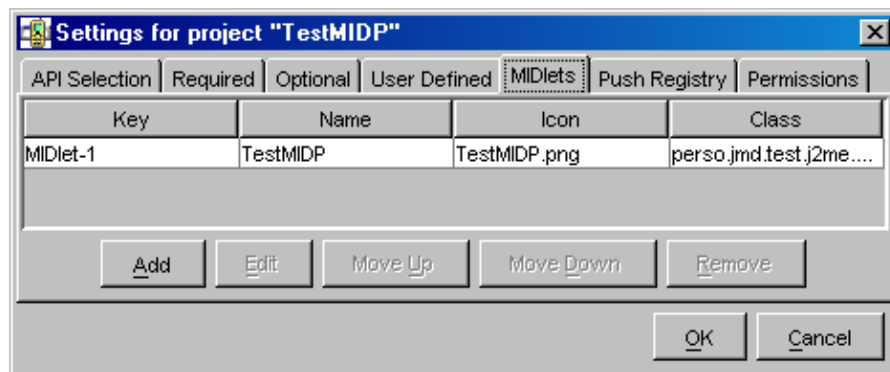 Settings for project "TestMIDP"
API Selection Required Optional User Defined MIDlets Push Registry Permissions
Key Name Icon Class
MIDlet-1 TestMIDP TestMIDP.png perso.jmd.test.j2me....
Add Edit Move Up Move Down Remove
OK Cancel